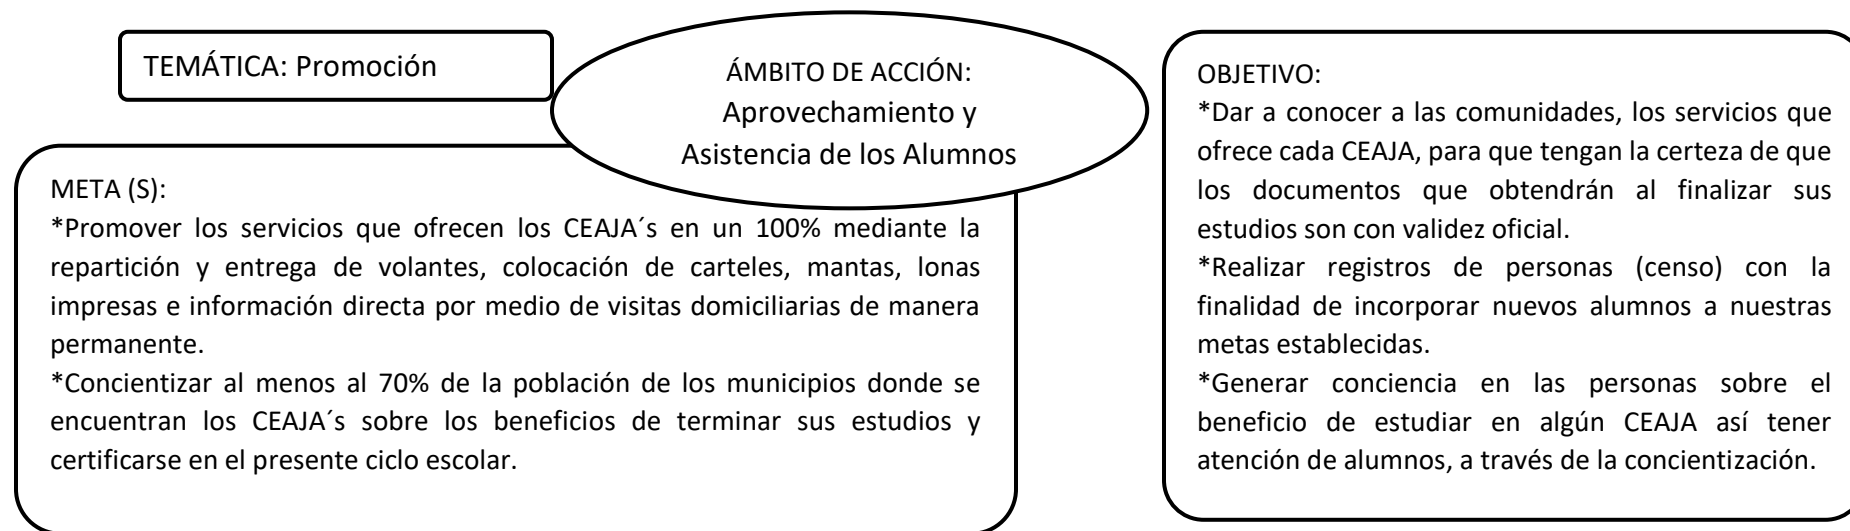 TEMÁTICA: Promoción
ÁMBITO DE ACCIÓN:
Aprovechamiento y
Asistencia de los Alumnos
META (S):
*Promover los servicios que ofrecen los CEAJA´s en un 100% mediante la
repartición y entrega de volantes, colocación de carteles, mantas, lonas
impresas e información directa por medio de visitas domiciliarias de manera
permanente.
*Concientizar al menos al 70% de la población de los municipios donde se
encuentran los CEAJA´s sobre los beneficios de terminar sus estudios y
certificarse en el presente ciclo escolar.
OBJETIVO:
*Dar a conocer a las comunidades, los servicios que
ofrece cada CEAJA, para que tengan la certeza de que
los documentos que obtendrán al finalizar sus
estudios son con validez oficial.
*Realizar registros de personas (censo) con la
finalidad de incorporar nuevos alumnos a nuestras
metas establecidas.
*Generar conciencia en las personas sobre el
beneficio de estudiar en algún CEAJA así tener
atención de alumnos, a través de la concientización.